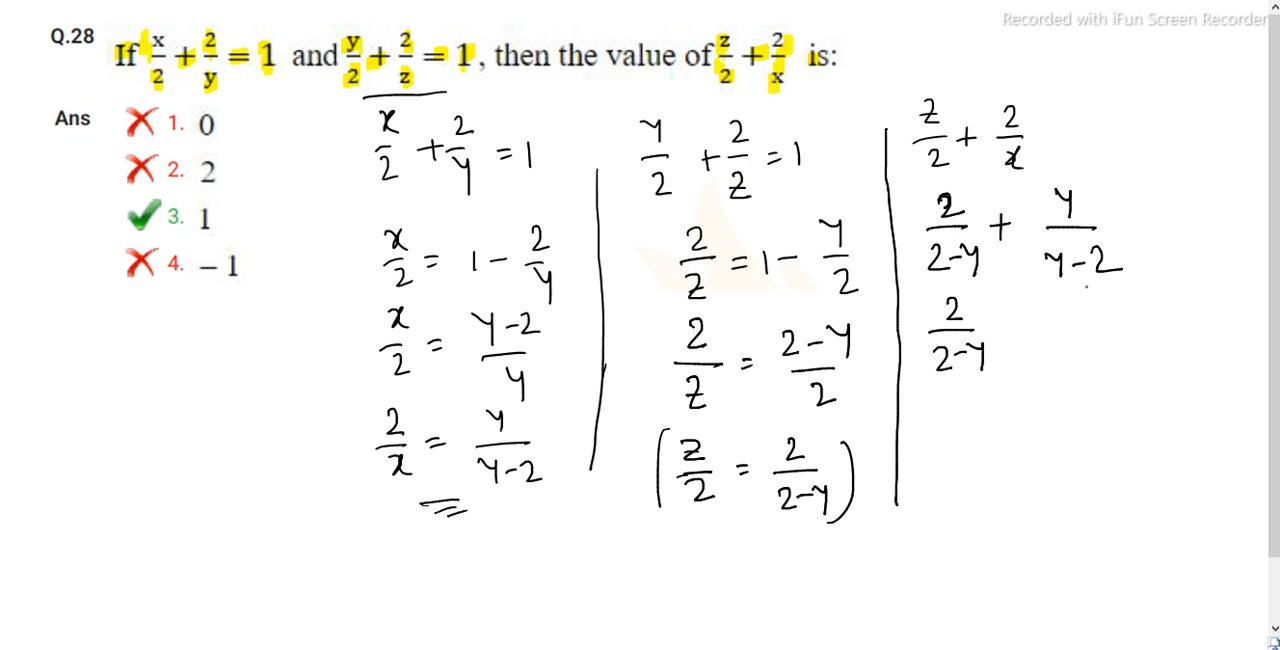 Recorded with iFun Screen Recorder
Q.28 If x/2 + 2/y = 1 and y/2 + 2/z = 1, then the value of z/2 + 2/x is:
Ans
1. 0
2. 2
3. 1
4. – 1
x/2 + 2/y = 1
x/2 = 1 - 2/y
x/2 = y-2/y
2/x = y/y-2
y/2 + 2/z = 1
2/z = 1 - y/2
2/z = 2-y/2
(z/2 = 2/2-y)
z/2 + 2/x
2/2-y + y/y-2
2/2-y